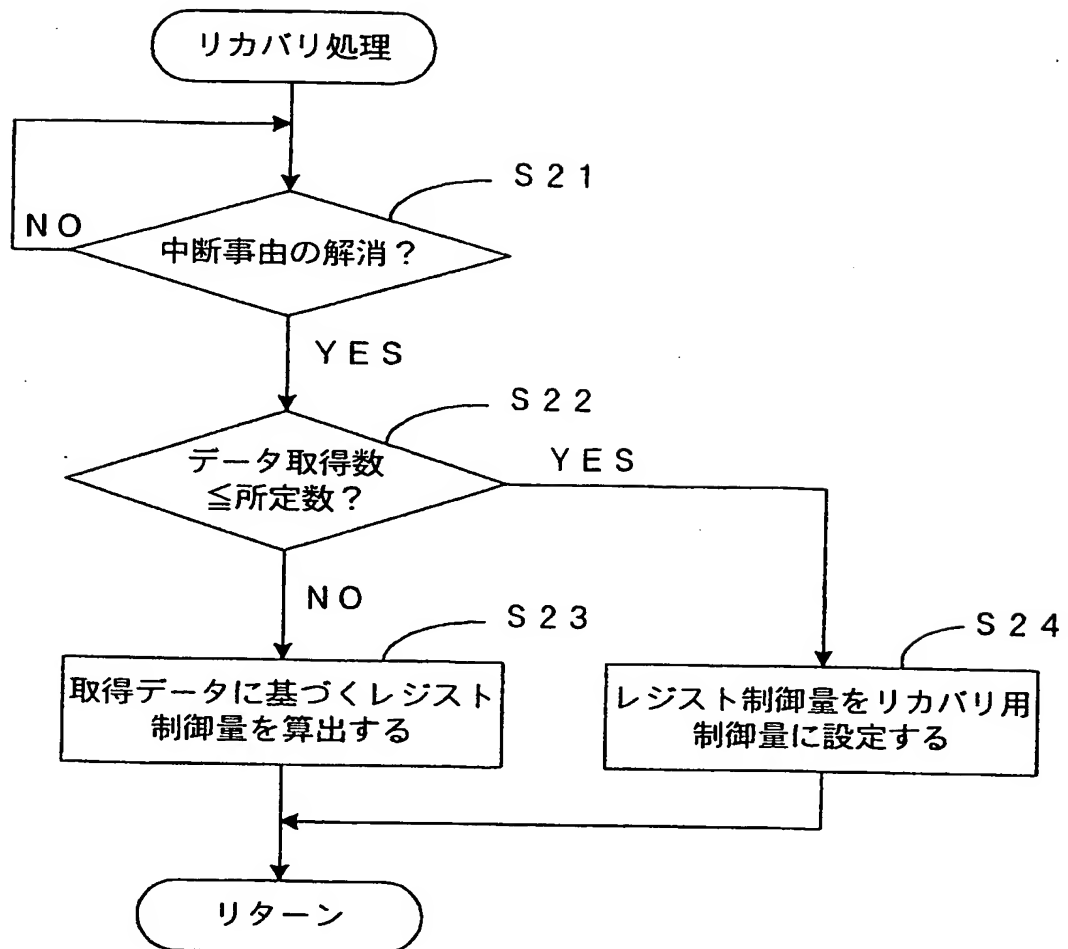 リカバリ処理
S21
NO
中断事由の解消?
YES
S22
データ取得数
≦所定数?
YES
NO
S23
S24
取得データに基づくレジスト
制御量を算出する
レジスト制御量をリカバリ用
制御量に設定する
リターン